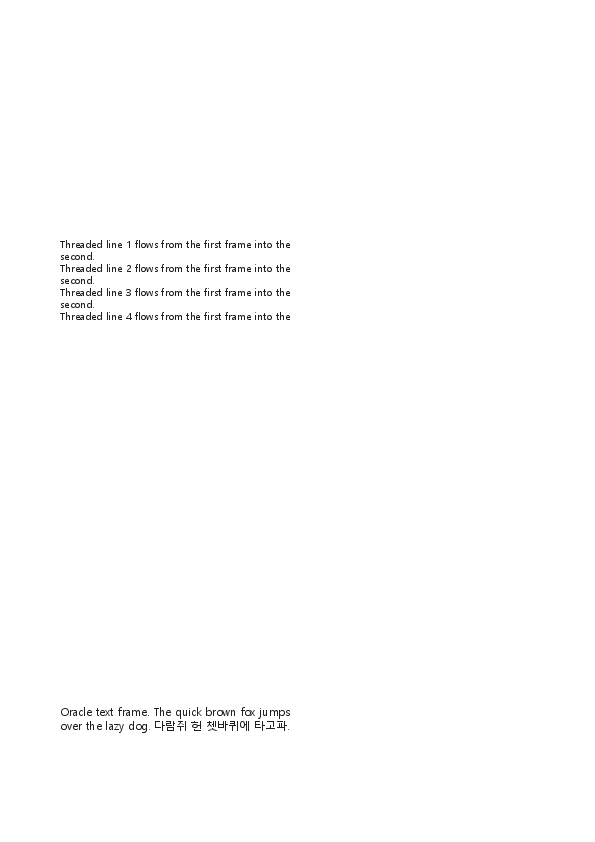 Threaded line 1 flows from the first frame into the
second.
Threaded line 2 flows from the first frame into the
second.
Threaded line 3 flows from the first frame into the
second.
Threaded line 4 flows from the first frame into the
Oracle text frame. The quick brown fox jumps
over the lazy dog. 다람쥐 헌 쳇바퀴에 타고파.